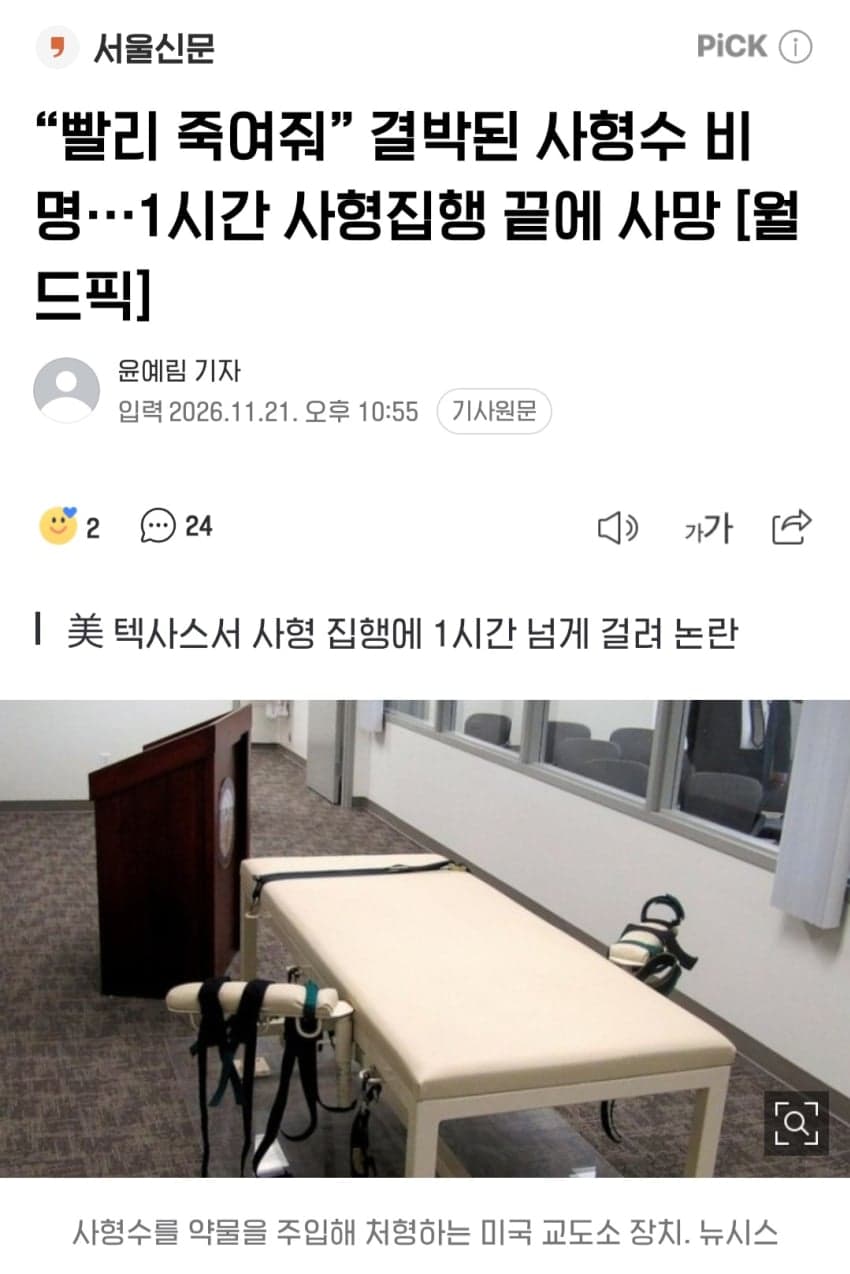 서울신문
PiCK
“빨리 죽여줘” 결박된 사형수 비
명…1시간 사형집행 끝에 사망 [월
드픽]
윤예림 기자
입력 2026.11.21. 오후 10:55 기사원문
2 24
가가
美 텍사스서 사형 집행에 1시간 넘게 걸려 논란
사형수를 약물을 주입해 처형하는 미국 교도소 장치. 뉴시스